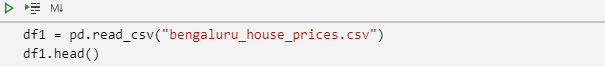 M↓
df1 = pd.read_csv("bengaluru_house_prices.csv")
df1.head()